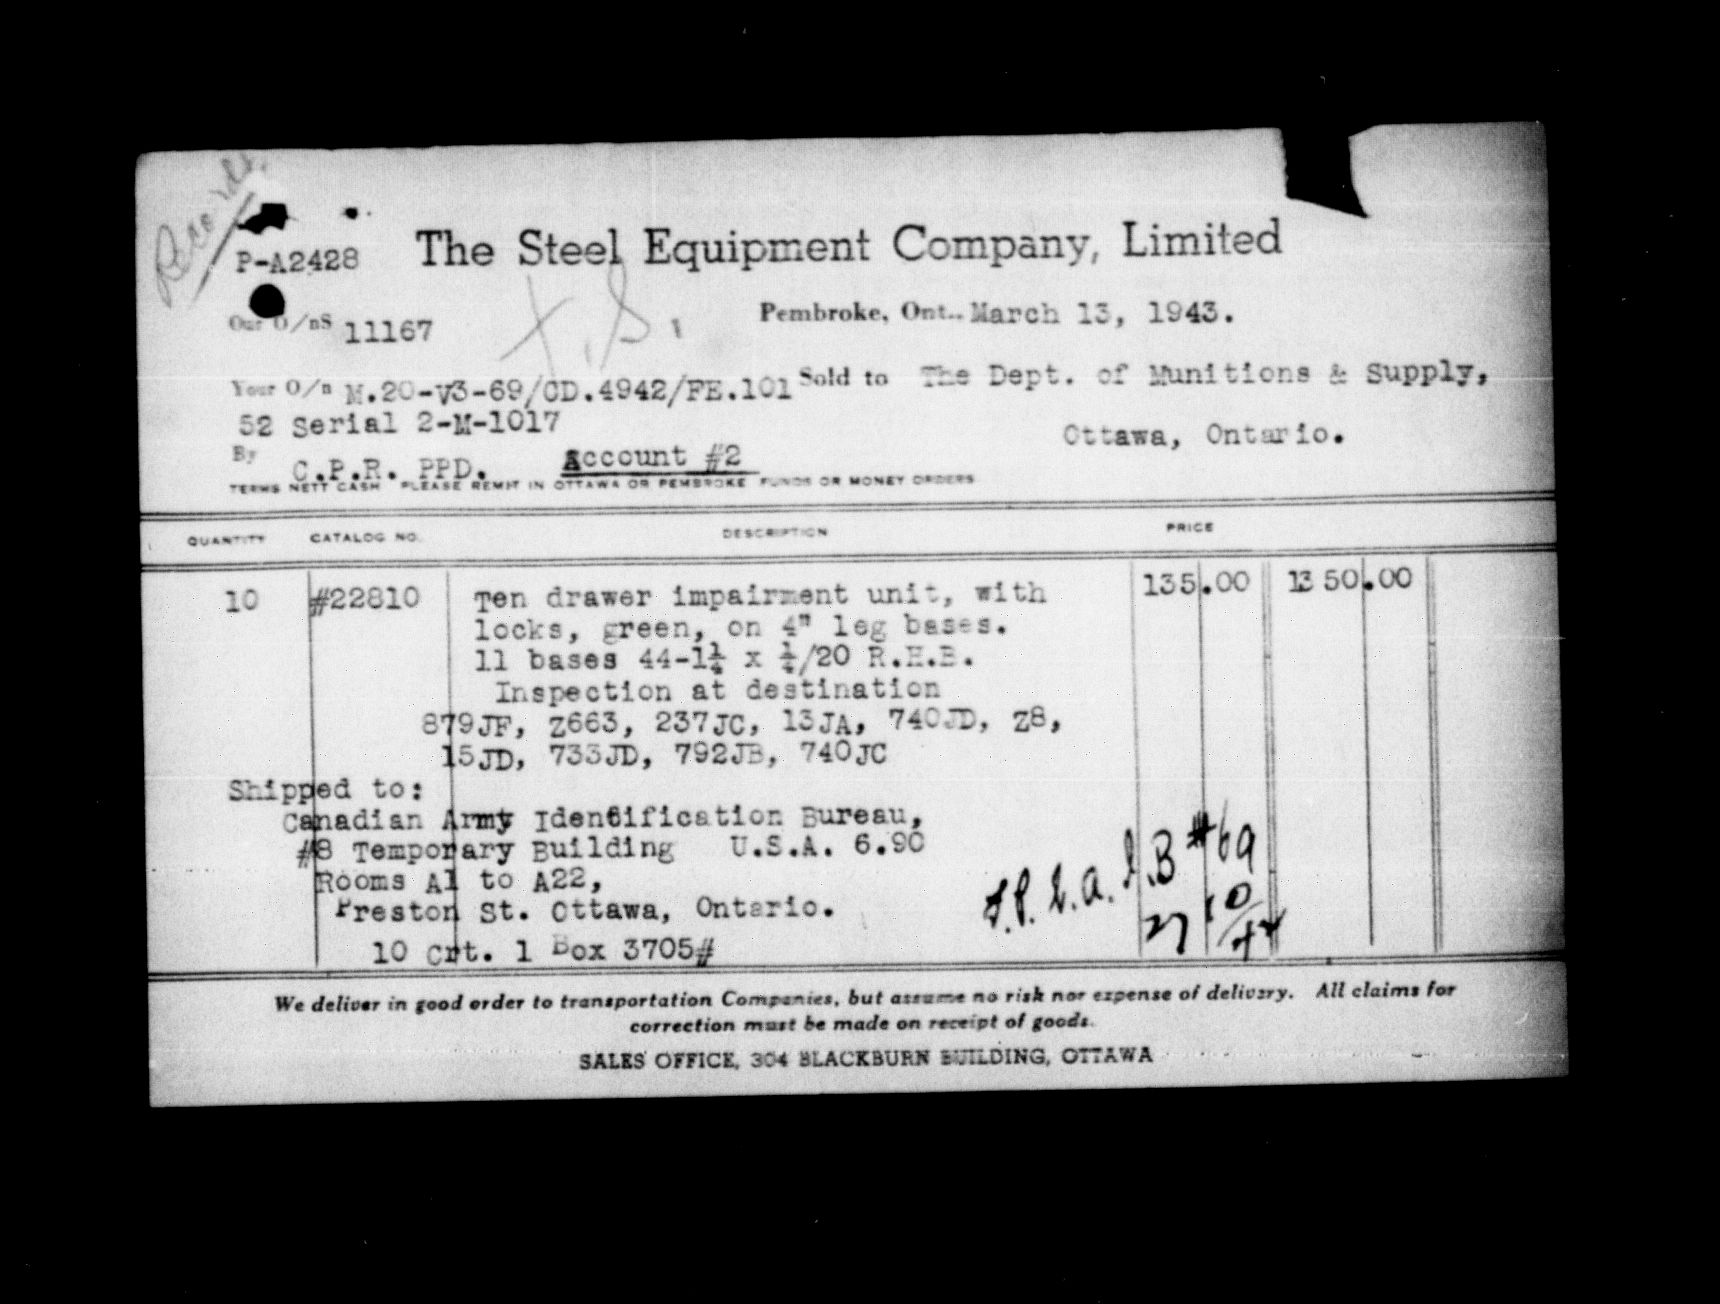 P-A2428 The Steel Equipment Company, Limited
Our O/nS 11167
Pembroke, Ont.. March 13, 1943.
Your O/n M.20-V3-69/CD.4942/FE.101 Sold to The Dept. of Munitions & Supply,
52 Serial 2-M-1017
Ottawa, Ontario.
By C.P.R. PPD. Account #2
TERMS NETT CASH PLEASE REMIT IN OTTAWA OR PEMBROKE FUNDS OR MONEY ORDERS
QUANTITY CATALOG NO. DESCRIPTION PRICE
10 #22810 Ten drawer impairment unit, with 135.00 1350.00
locks, green, on 4" leg bases.
11 bases 44-1¼ x ¼/20 R.H.B.
Inspection at destination
879JF, Z663, 237JC, 13JA, 740JD, Z8,
15JD, 733JD, 792JB, 740JC
Shipped to:
Canadian Army Identification Bureau,
#8 Temporary Building U.S.A. 6.90
Rooms A1 to A22,
Preston St. Ottawa, Ontario.
10 Crt. 1 Box 3705#
#69
We deliver in good order to transportation Companies, but assume no risk nor expense of delivery. All claims for
correction must be made on receipt of goods.
SALES OFFICE, 304 BLACKBURN BUILDING, OTTAWA